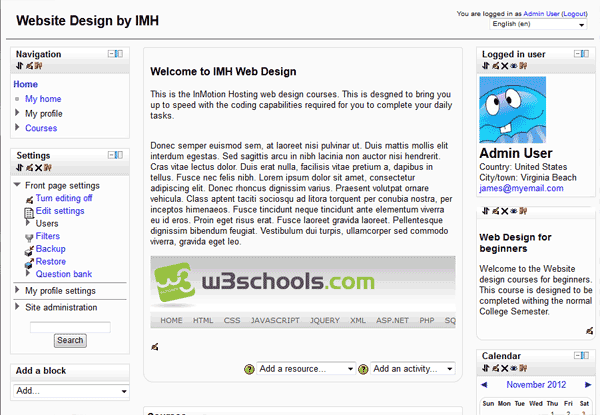 Website Design by IMH
You are logged in as Admin User (Logout)
English (en)
Navigation
Home
My home
My profile
Courses
Settings
Front page settings
Turn editing off
Edit settings
Users
Filters
Backup
Restore
Question bank
My profile settings
Site administration
Search
Add a block
Add...
Welcome to IMH Web Design
This is the InMotion Hosting web design courses. This is desgned to bring you
up to speed with the coding capabilities required for you to complete your daily
tasks.
Donec semper euismod sem, at laoreet nisi pulvinar ut. Duis mattis mollis elit
interdum egestas. Sed sagittis arcu in nibh lacinia non auctor nisi hendrerit.
Cras vitae lectus dolor. Duis erat nulla, facilisis vitae pretium a, dapibus in
tellus. Fusce nec felis nibh. Lorem ipsum dolor sit amet, consectetur
adipiscing elit. Donec rhoncus dignissim varius. Praesent volutpat ornare
vehicula. Class aptent taciti sociosqu ad litora torquent per conubia nostra, per
inceptos himenaeos. Fusce tincidunt neque tincidunt ante elementum viverra
eu id eros. Proin eget risus erat. Fusce laoreet gravida laoreet. Pellentesque
dignissim bibendum feugiat. Vestibulum dui turpis, ullamcorper sed commodo
viverra, gravida eget leo.
w3schools.com
HOME HTML CSS JAVASCRIPT JQUERY XML ASP.NET PHP SQ
Add a resource...
Add an activity...
Courses
Logged in user
Admin User
Country: United States
City/town: Virginia Beach
james@myemail.com
Web Design for
beginners
Welcome to the Website
design courses for beginners.
This course is designed to be
completed withing the normal
College Semester.
Calendar
November 2012
Sun Mon Tue Wed Thu Fri Sat
1 2 3